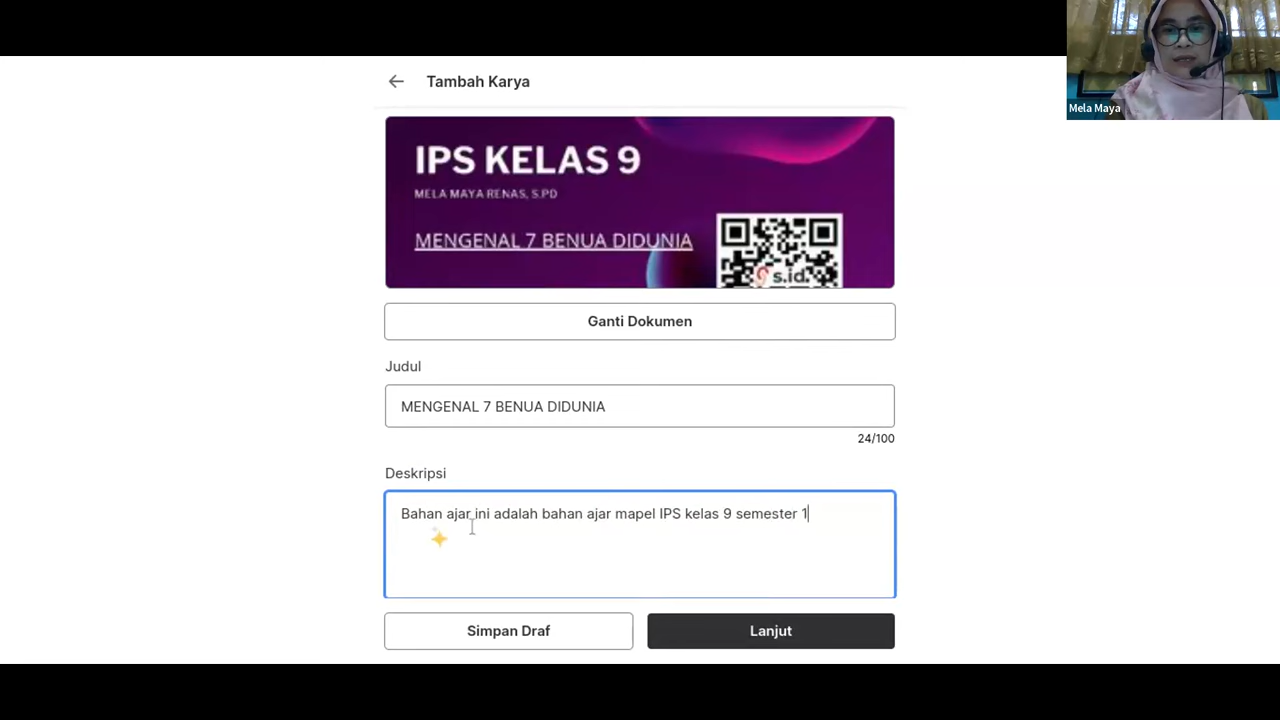 Tambah Karya
Mela Maya
IPS KELAS 9
MELA MAYA RENAS, S.PD
MENGENAL 7 BENUA DIDUNIA
s.id
Ganti Dokumen
Judul
MENGENAL 7 BENUA DIDUNIA
24/100
Deskripsi
Bahan ajar ini adalah bahan ajar mapel IPS kelas 9 semester 1
Simpan Draf
Lanjut